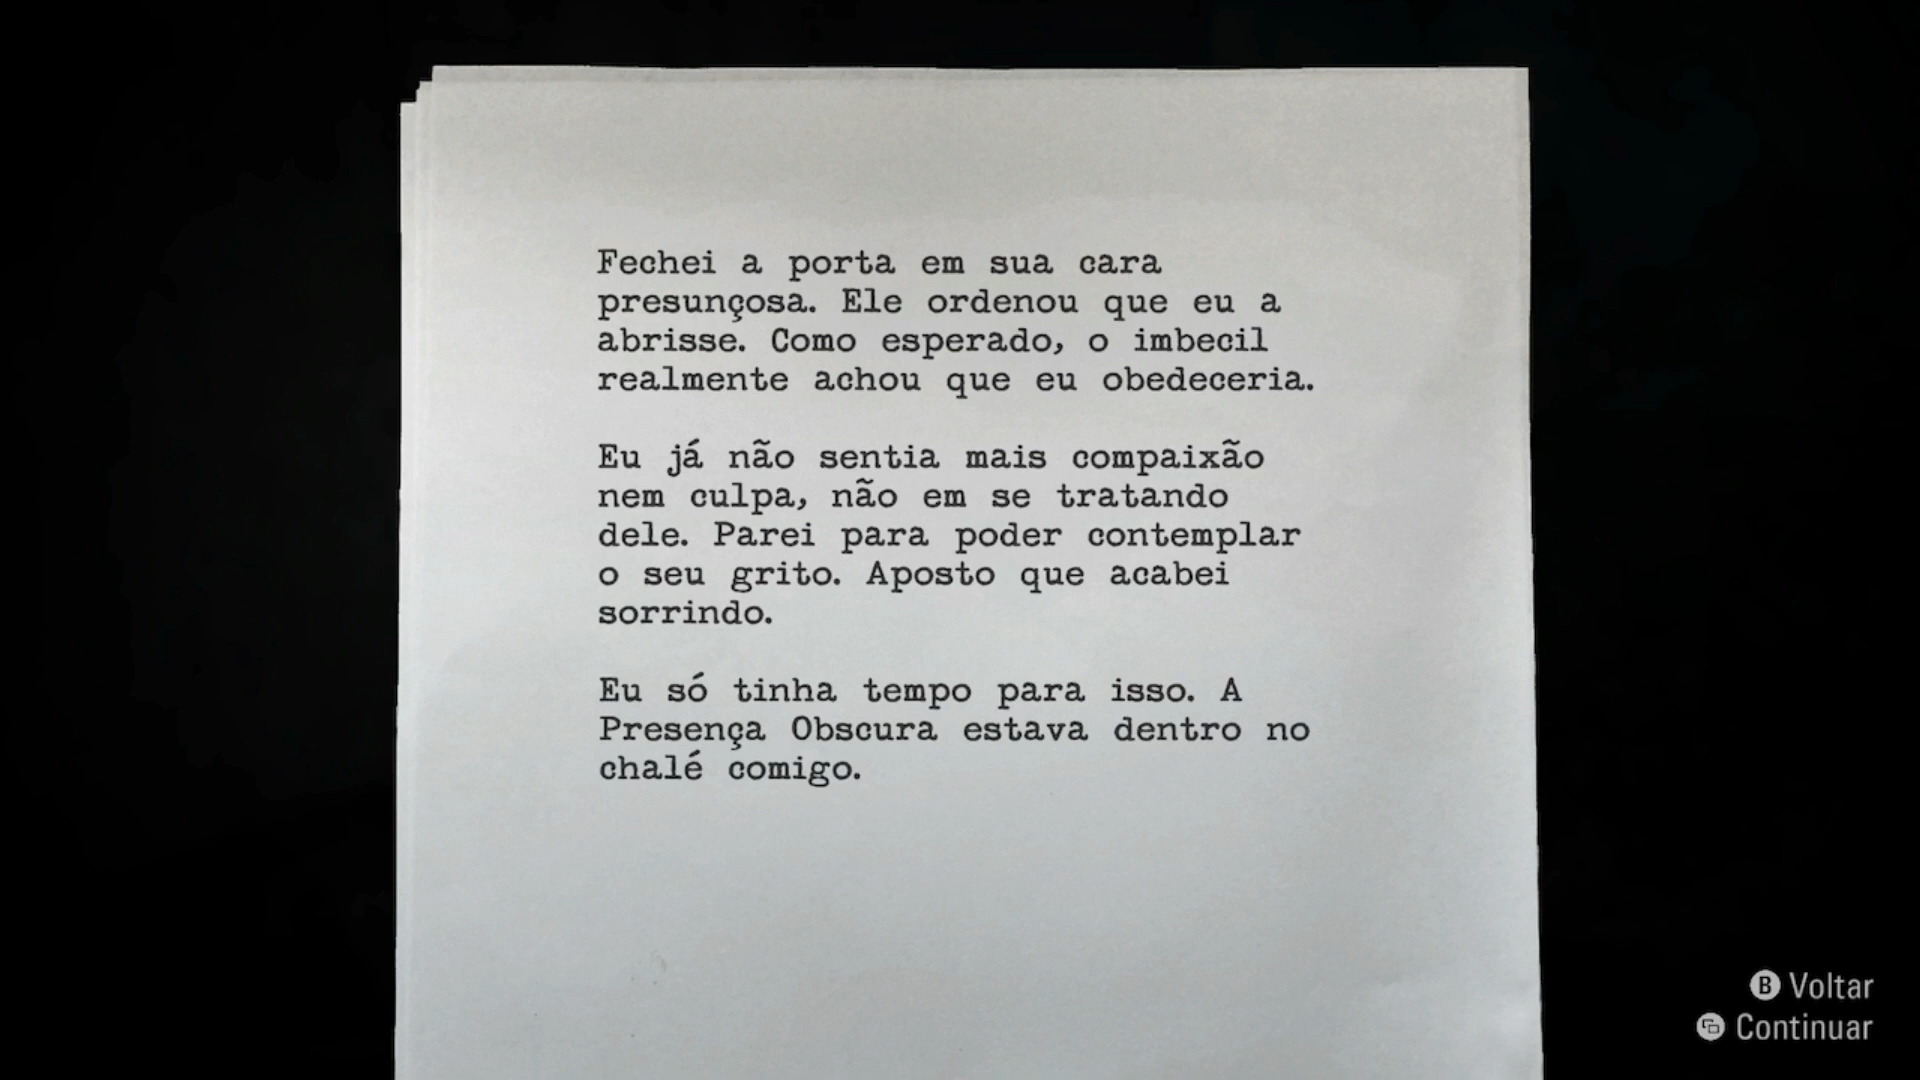 Fechei a porta em sua cara
presunçosa. Ele ordenou que eu a
abrisse. Como esperado, o imbecil
realmente achou que eu obedeceria.
Eu já não sentia mais compaixão
nem culpa, não em se tratando
dele. Parei para poder contemplar
o seu grito. Aposto que acabei
sorrindo.
Eu só tinha tempo para isso. A
Presença Obscura estava dentro no
chalé comigo.
B Voltar
Continuar